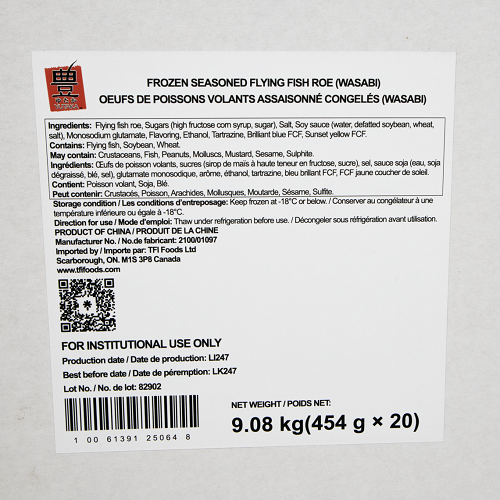 豊
FROZEN SEASONED FLYING FISH ROE (WASABI)
OEUFS DE POISSONS VOLANTS ASSAISONNÉ CONGELÉS (WASABI)
Ingredients: Flying fish roe, Sugars (high fructose corn syrup, sugar), Salt, Soy sauce (water, defatted soybean, wheat,
salt), Monosodium glutamate, Flavoring, Ethanol, Tartrazine, Brilliant blue FCF, Sunset yellow FCF.
Contains: Flying fish, Soybean, Wheat.
May contain: Crustaceans, Fish, Peanuts, Molluscs, Mustard, Sesame, Sulphite.
Ingrédients: Œufs de poisson volants, sucres (sirop de maïs à haute teneur en fructose, sucre), sel, sauce soja (eau, soja
dégraissé, blé, sel), glutamate monosodique, arôme, éthanol, tartrazine, bleu brillant FCF, FCF jaune coucher de soleil.
Contient: Poisson volant, Soja, Blé.
Peut contenir: Crustacés, Poisson, Arachides, Mollusques, Moutarde, Sésame, Sulfite.
Storage condition / Les conditions d'entreposage: Keep frozen at -18°C or below. / Conserver au congélateur à une
température inférieure ou égale à -18°C.
Direction for use / Mode d'emploi: Thaw under refrigeration before use. / Décongeler sous réfrigération avant utilisation.
PRODUCT OF CHINA / PRODUIT DE LA CHINE
Manufacturer No. / No.de fabricant: 2100/01097
Imported by / Importe par: TFI Foods Ltd
Scarborough, ON. M1S 3P8 Canada
www.tfifoods.com
FOR INSTITUTIONAL USE ONLY
Production date / Date de production: LI247
Best before date / Date de péremption: LK247
Lot No. / No. de lot: 82902
1 00 61391 25064 8
NET WEIGHT / POIDS NET:
9.08 kg(454 g × 20)